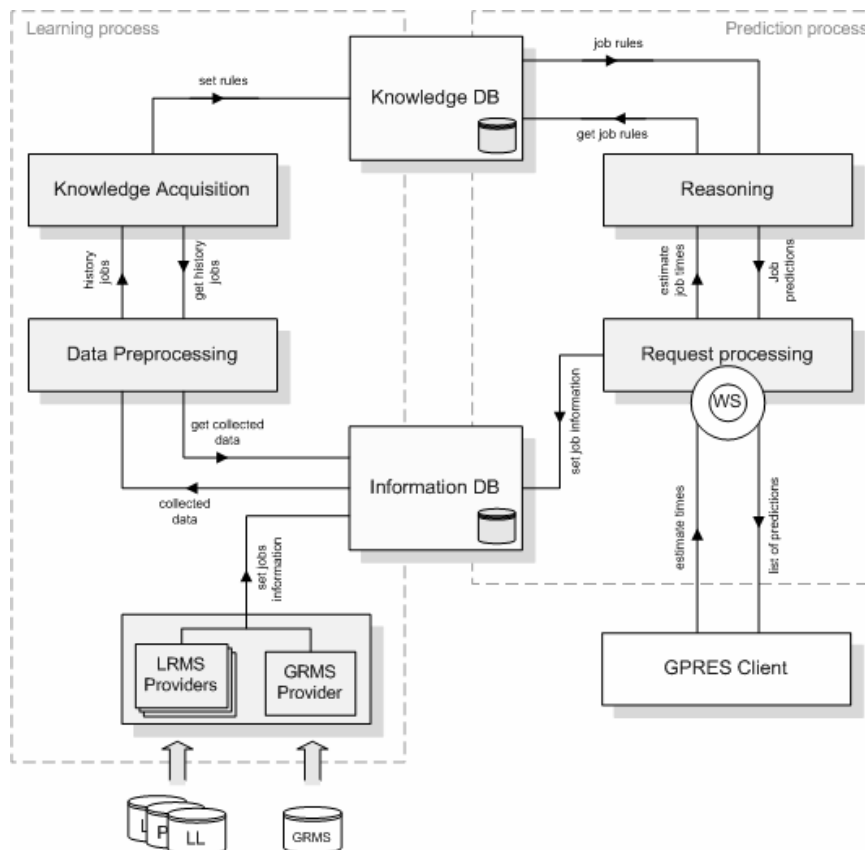 Learning process
Prediction process
job rules
set rules
Knowledge DB
get job rules
Knowledge Acquisition
Reasoning
history
jobs
get history
jobs
estimate
job times
Job
predictions
Data Preprocessing
Request processing
WS
get collected
data
set job information
Information DB
collected
data
set jobs
information
estimate times
list of predictions
LRMS
Providers
GRMS
Provider
GPRES Client
L
P
LL
GRMS